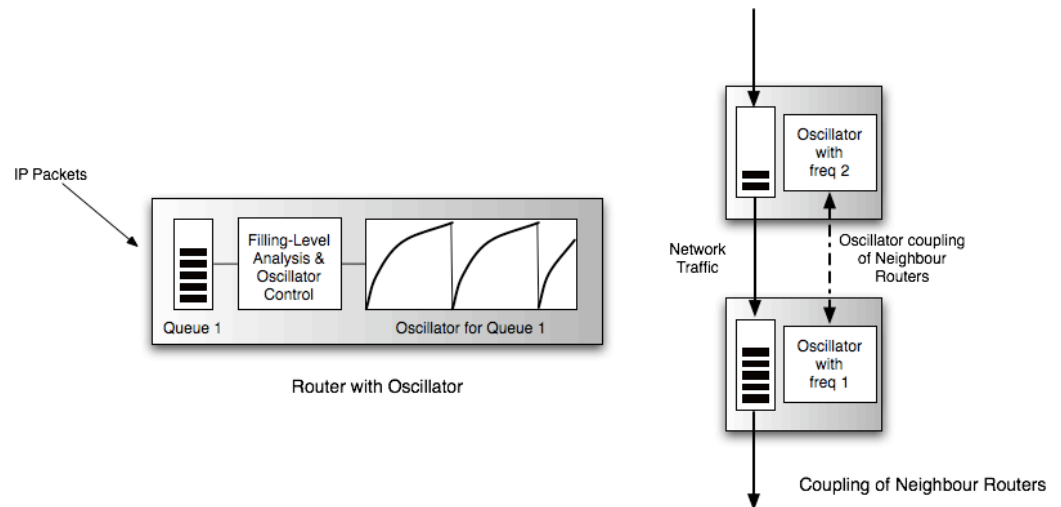 IP Packets
Filling-Level
Analysis &
Oscillator
Control
Queue 1
Oscillator for Queue 1
Router with Oscillator
Oscillator
with
freq 2
Network
Traffic
Oscillator coupling
of Neighbour
Routers
Oscillator
with
freq 1
Coupling of Neighbour Routers